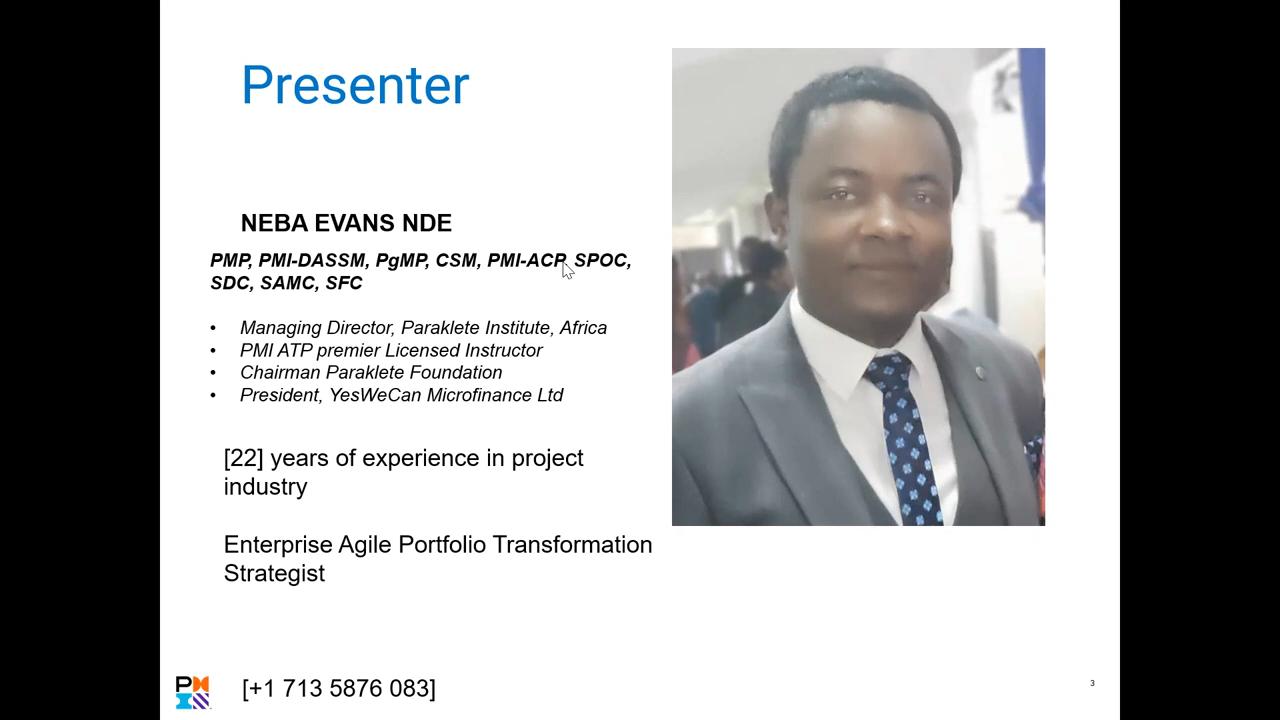 Presenter
NEBA EVANS NDE
PMP, PMI-DASSM, PgMP, CSM, PMI-ACP, SPOC,
SDC, SAMC, SFC
• Managing Director, Paraklete Institute, Africa
• PMI ATP premier Licensed Instructor
• Chairman Paraklete Foundation
• President, YesWeCan Microfinance Ltd
[22] years of experience in project
industry
Enterprise Agile Portfolio Transformation
Strategist
[+1 713 5876 083]
3